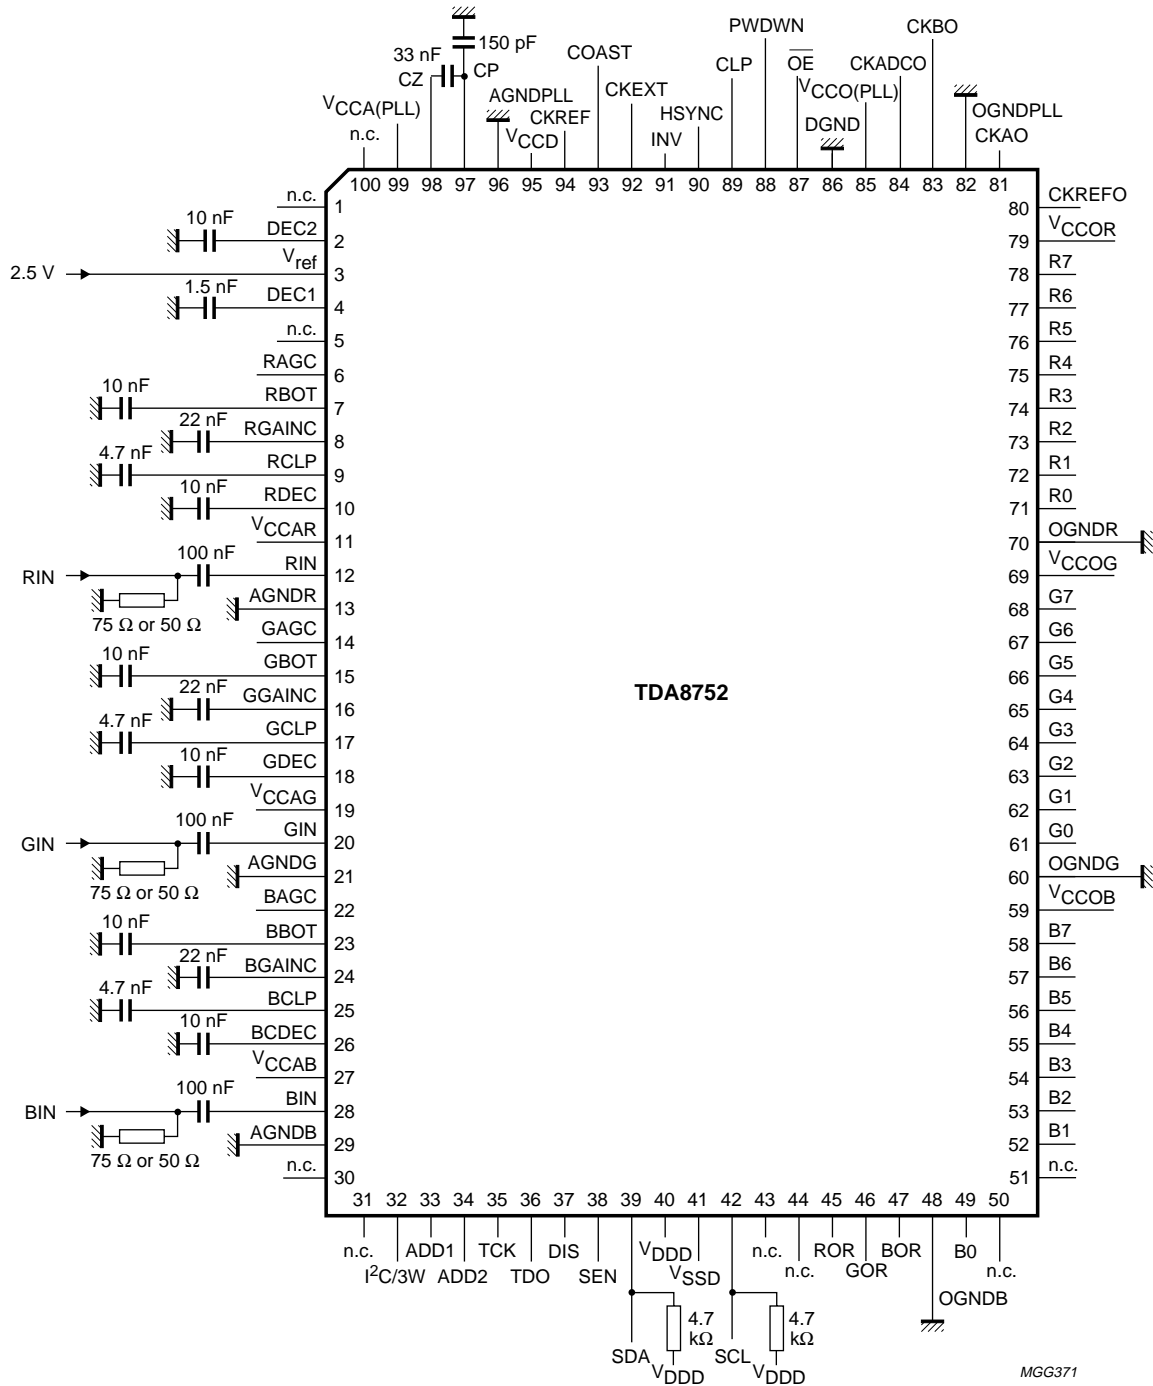 150 pF
33 nF
CZ
CP
VCCA(PLL)
n.c.
AGNDPLL
VCCD
CKREF
COAST
CKEXT
INV
HSYNC
CLP
PWDWN
OE
VCCO(PLL)
DGND
CKADCO
CKBO
OGNDPLL
CKAO
100 99 98 97 96 95 94 93 92 91 90 89 88 87 86 85 84 83 82 81
n.c. 1
10 nF DEC2 2
2.5 V Vref 3
1.5 nF DEC1 4
n.c. 5
RAGC 6
10 nF RBOT 7
22 nF RGAINC 8
4.7 nF RCLP 9
10 nF RDEC 10
VCCAR 11
RIN 100 nF RIN 12
75 Ω or 50 Ω AGNDR 13
GAGC 14
10 nF GBOT 15
22 nF GGAINC 16
4.7 nF GCLP 17
10 nF GDEC 18
VCCAG 19
GIN 100 nF GIN 20
75 Ω or 50 Ω AGNDG 21
BAGC 22
10 nF BBOT 23
22 nF BGAINC 24
4.7 nF BCLP 25
10 nF BCDEC 26
VCCAB 27
BIN 100 nF BIN 28
75 Ω or 50 Ω AGNDB 29
n.c. 30
TDA8752
80 CKREFO
79 VCCOR
78 R7
77 R6
76 R5
75 R4
74 R3
73 R2
72 R1
71 R0
70 OGNDR
69 VCCOG
68 G7
67 G6
66 G5
65 G4
64 G3
63 G2
62 G1
61 G0
60 OGNDG
59 VCCOB
58 B7
57 B6
56 B5
55 B4
54 B3
53 B2
52 B1
51 n.c.
31 32 33 34 35 36 37 38 39 40 41 42 43 44 45 46 47 48 49 50
n.c.
I²C/3W
ADD1
ADD2
TCK
TDO
DIS
SEN
VDDD
VSSD
n.c.
n.c.
ROR
GOR
BOR
B0
n.c.
OGNDB
4.7 kΩ
4.7 kΩ
SDA
VDDD
SCL
VDDD
MGG371